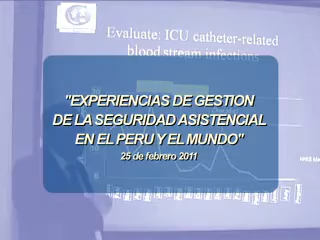 Evaluate: ICU catheter-related
blood stream infection
"EXPERIENCIAS DE GESTION
DE LA SEGURIDAD ASISTENCIAL
EN EL PERU Y EL MUNDO"
25 de febrero 2011